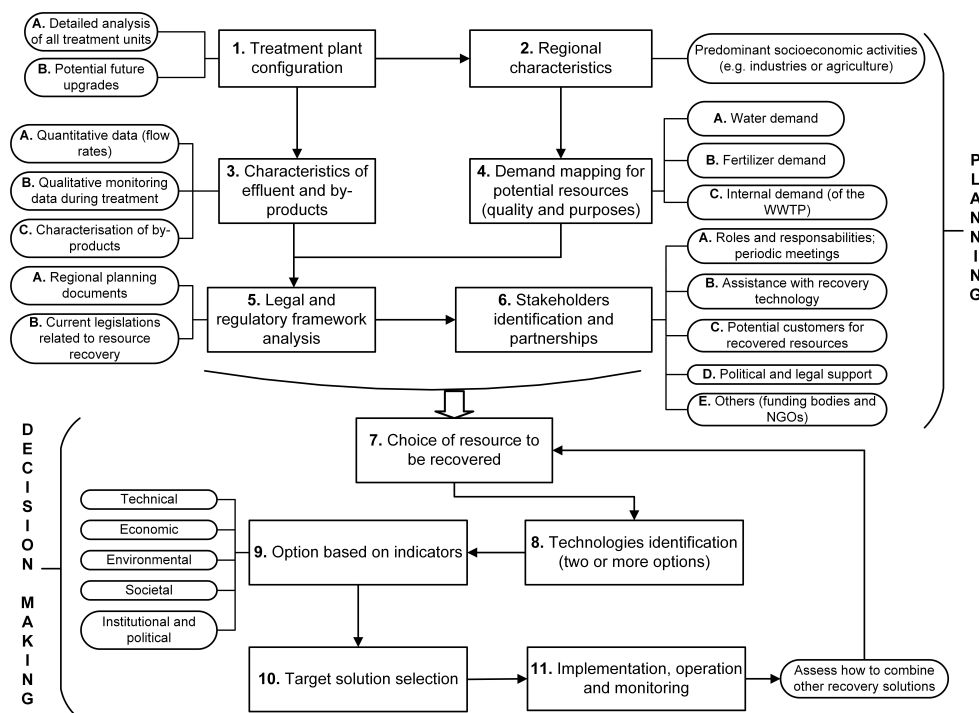 A. Detailed analysis
of all treatment units
B. Potential future
upgrades
1. Treatment plant
configuration
2. Regional
characteristics
Predominant socioeconomic activities
(e.g. industries or agriculture)
A. Quantitative data (flow
rates)
B. Qualitative monitoring
data during treatment
C. Characterisation of by-
products
3. Characteristics of
effluent and by-
products
4. Demand mapping for
potential resources
(quality and purposes)
A. Water demand
B. Fertilizer demand
C. Internal demand (of the
WWTP)
A. Regional planning
documents
B. Current legislations
related to resource
recovery
5. Legal and
regulatory framework
analysis
6. Stakeholders
identification and
partnerships
A. Roles and responsabilities;
periodic meetings
B. Assistance with recovery
technology
C. Potential customers for
recovered resources
D. Political and legal support
E. Others (funding bodies and
NGOs)
PLANNING
7. Choice of resource to
be recovered
8. Technologies identification
(two or more options)
9. Option based on indicators
Technical
Economic
Environmental
Societal
Institutional and
political
10. Target solution selection
11. Implementation, operation
and monitoring
Assess how to combine
other recovery solutions
DECISION MAKING